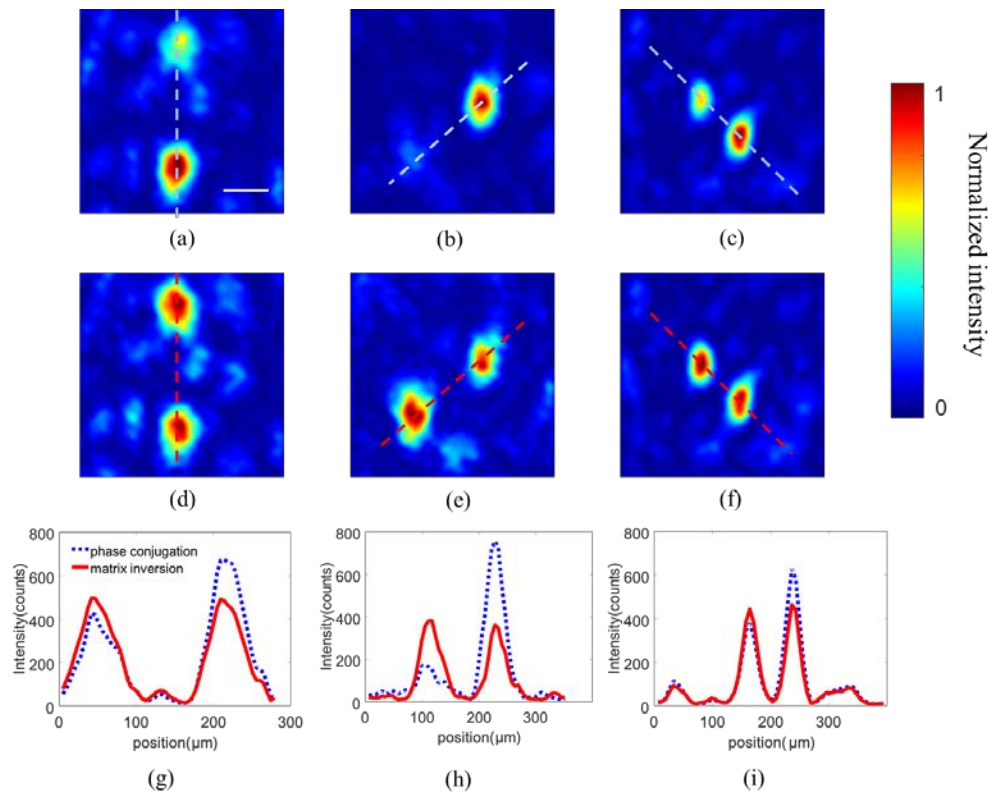 1
Normalized intensity
0
(a)
(b)
(c)
(d)
(e)
(f)
800
600
400
200
0
Intensity(counts)
phase conjugation
matrix inversion
0
100
200
300
position(μm)
(g)
800
600
400
200
0
Intensity(counts)
0
100
200
300
position(μm)
(h)
800
600
400
200
0
Intensity(counts)
0
100
200
300
position(μm)
(i)